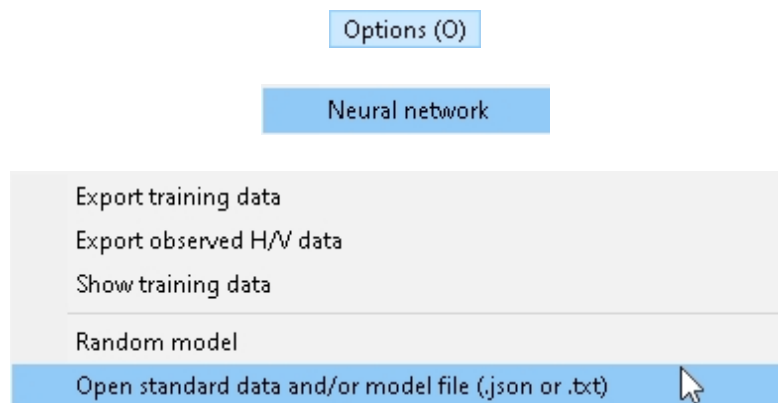 Options (O)
Neural network
Export training data
Export observed H/V data
Show training data
Random model
Open standard data and/or model file (.json or .txt)